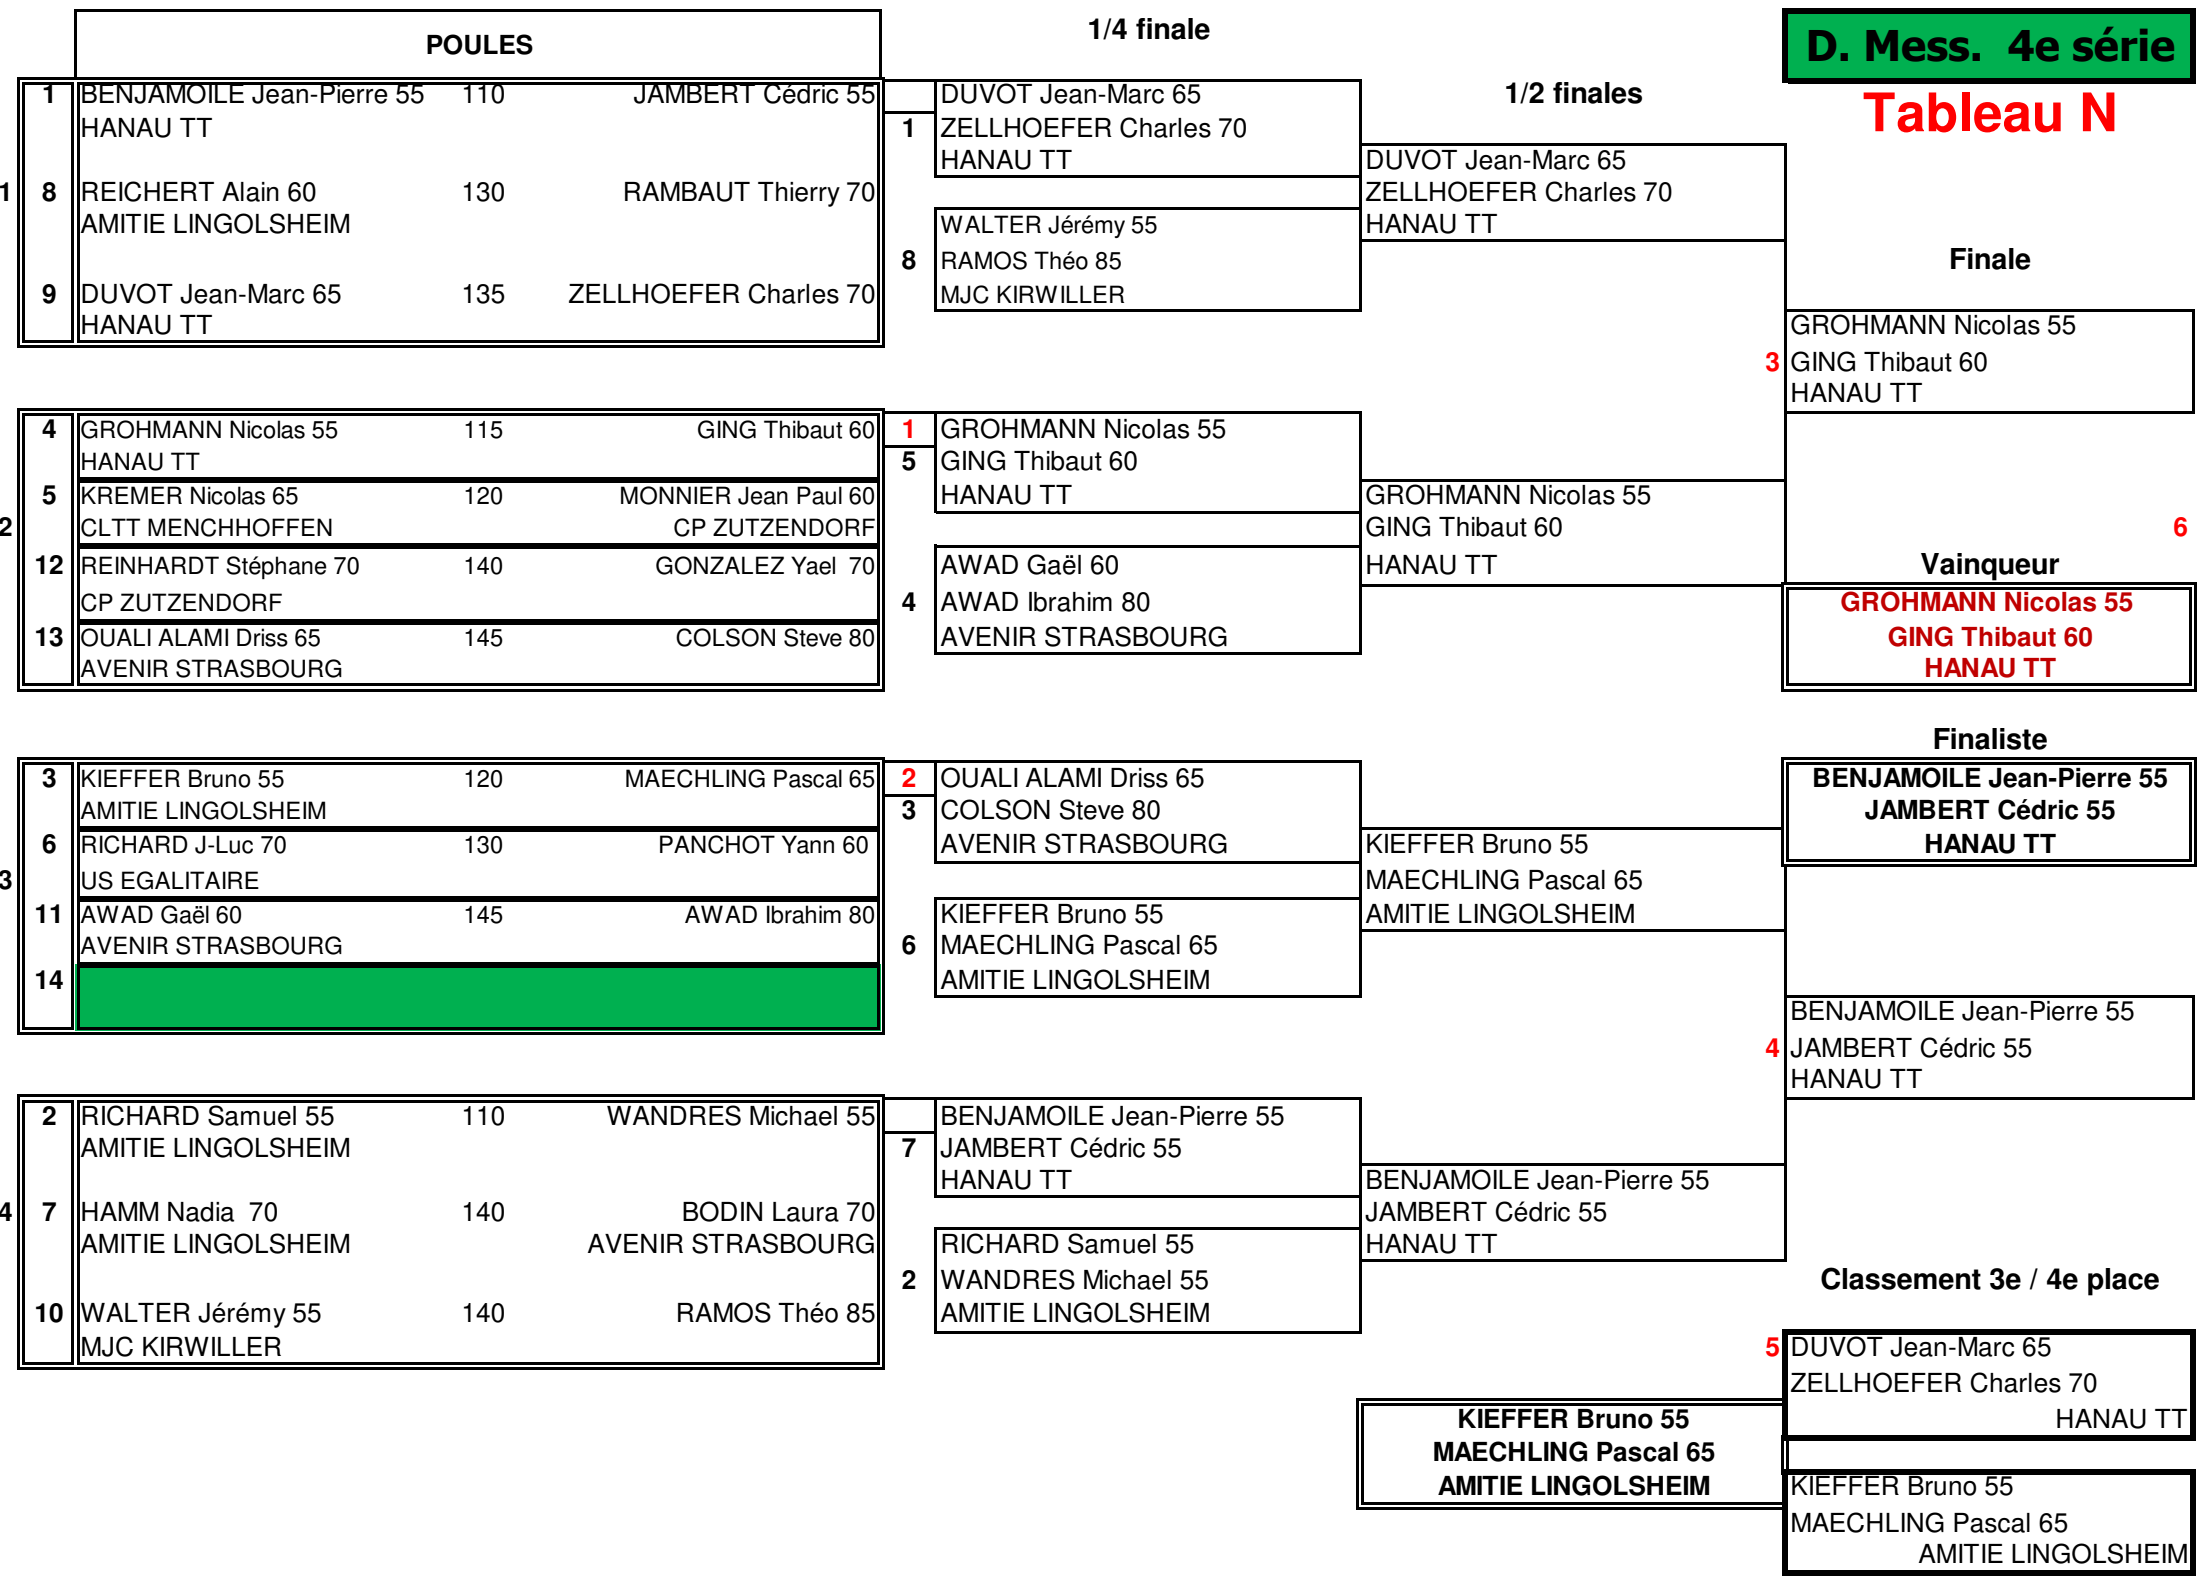 POULES
1/4 finale
D. Mess.  4e série
1/2 finales
Tableau N
1
1 BENJAMOILE Jean-Pierre 55 110 JAMBERT Cédric 55
HANAU TT
8 REICHERT Alain 60 130 RAMBAUT Thierry 70
AMITIE LINGOLSHEIM
9 DUVOT Jean-Marc 65 135 ZELLHOEFER Charles 70
HANAU TT
2
4 GROHMANN Nicolas 55 115 GING Thibaut 60
HANAU TT
5 KREMER Nicolas 65 120 MONNIER Jean Paul 60
CLTT MENCHHOFFEN CP ZUTZENDORF
12 REINHARDT Stéphane 70 140 GONZALEZ Yael  70
CP ZUTZENDORF
13 OUALI ALAMI Driss 65 145 COLSON Steve 80
AVENIR STRASBOURG
3
3 KIEFFER Bruno 55 120 MAECHLING Pascal 65
AMITIE LINGOLSHEIM
6 RICHARD J-Luc 70 130 PANCHOT Yann 60
US EGALITAIRE
11 AWAD Gaël 60 145 AWAD Ibrahim 80
AVENIR STRASBOURG
14
4
2 RICHARD Samuel 55 110 WANDRES Michael 55
AMITIE LINGOLSHEIM
7 HAMM Nadia  70 140 BODIN Laura 70
AMITIE LINGOLSHEIM AVENIR STRASBOURG
10 WALTER Jérémy 55 140 RAMOS Théo 85
MJC KIRWILLER
DUVOT Jean-Marc 65
1 ZELLHOEFER Charles 70
HANAU TT
WALTER Jérémy 55
8 RAMOS Théo 85
MJC KIRWILLER
1 GROHMANN Nicolas 55
5 GING Thibaut 60
HANAU TT
AWAD Gaël 60
4 AWAD Ibrahim 80
AVENIR STRASBOURG
2 OUALI ALAMI Driss 65
3 COLSON Steve 80
AVENIR STRASBOURG
KIEFFER Bruno 55
6 MAECHLING Pascal 65
AMITIE LINGOLSHEIM
BENJAMOILE Jean-Pierre 55
7 JAMBERT Cédric 55
HANAU TT
RICHARD Samuel 55
2 WANDRES Michael 55
AMITIE LINGOLSHEIM
DUVOT Jean-Marc 65
ZELLHOEFER Charles 70
HANAU TT
GROHMANN Nicolas 55
GING Thibaut 60
HANAU TT
KIEFFER Bruno 55
MAECHLING Pascal 65
AMITIE LINGOLSHEIM
BENJAMOILE Jean-Pierre 55
JAMBERT Cédric 55
HANAU TT
Finale
GROHMANN Nicolas 55
3 GING Thibaut 60
HANAU TT
6
Vainqueur
GROHMANN Nicolas 55
GING Thibaut 60
HANAU TT
Finaliste
BENJAMOILE Jean-Pierre 55
JAMBERT Cédric 55
HANAU TT
BENJAMOILE Jean-Pierre 55
4 JAMBERT Cédric 55
HANAU TT
Classement 3e / 4e place
5 DUVOT Jean-Marc 65
ZELLHOEFER Charles 70
HANAU TT
KIEFFER Bruno 55
MAECHLING Pascal 65
AMITIE LINGOLSHEIM
KIEFFER Bruno 55
MAECHLING Pascal 65
AMITIE LINGOLSHEIM